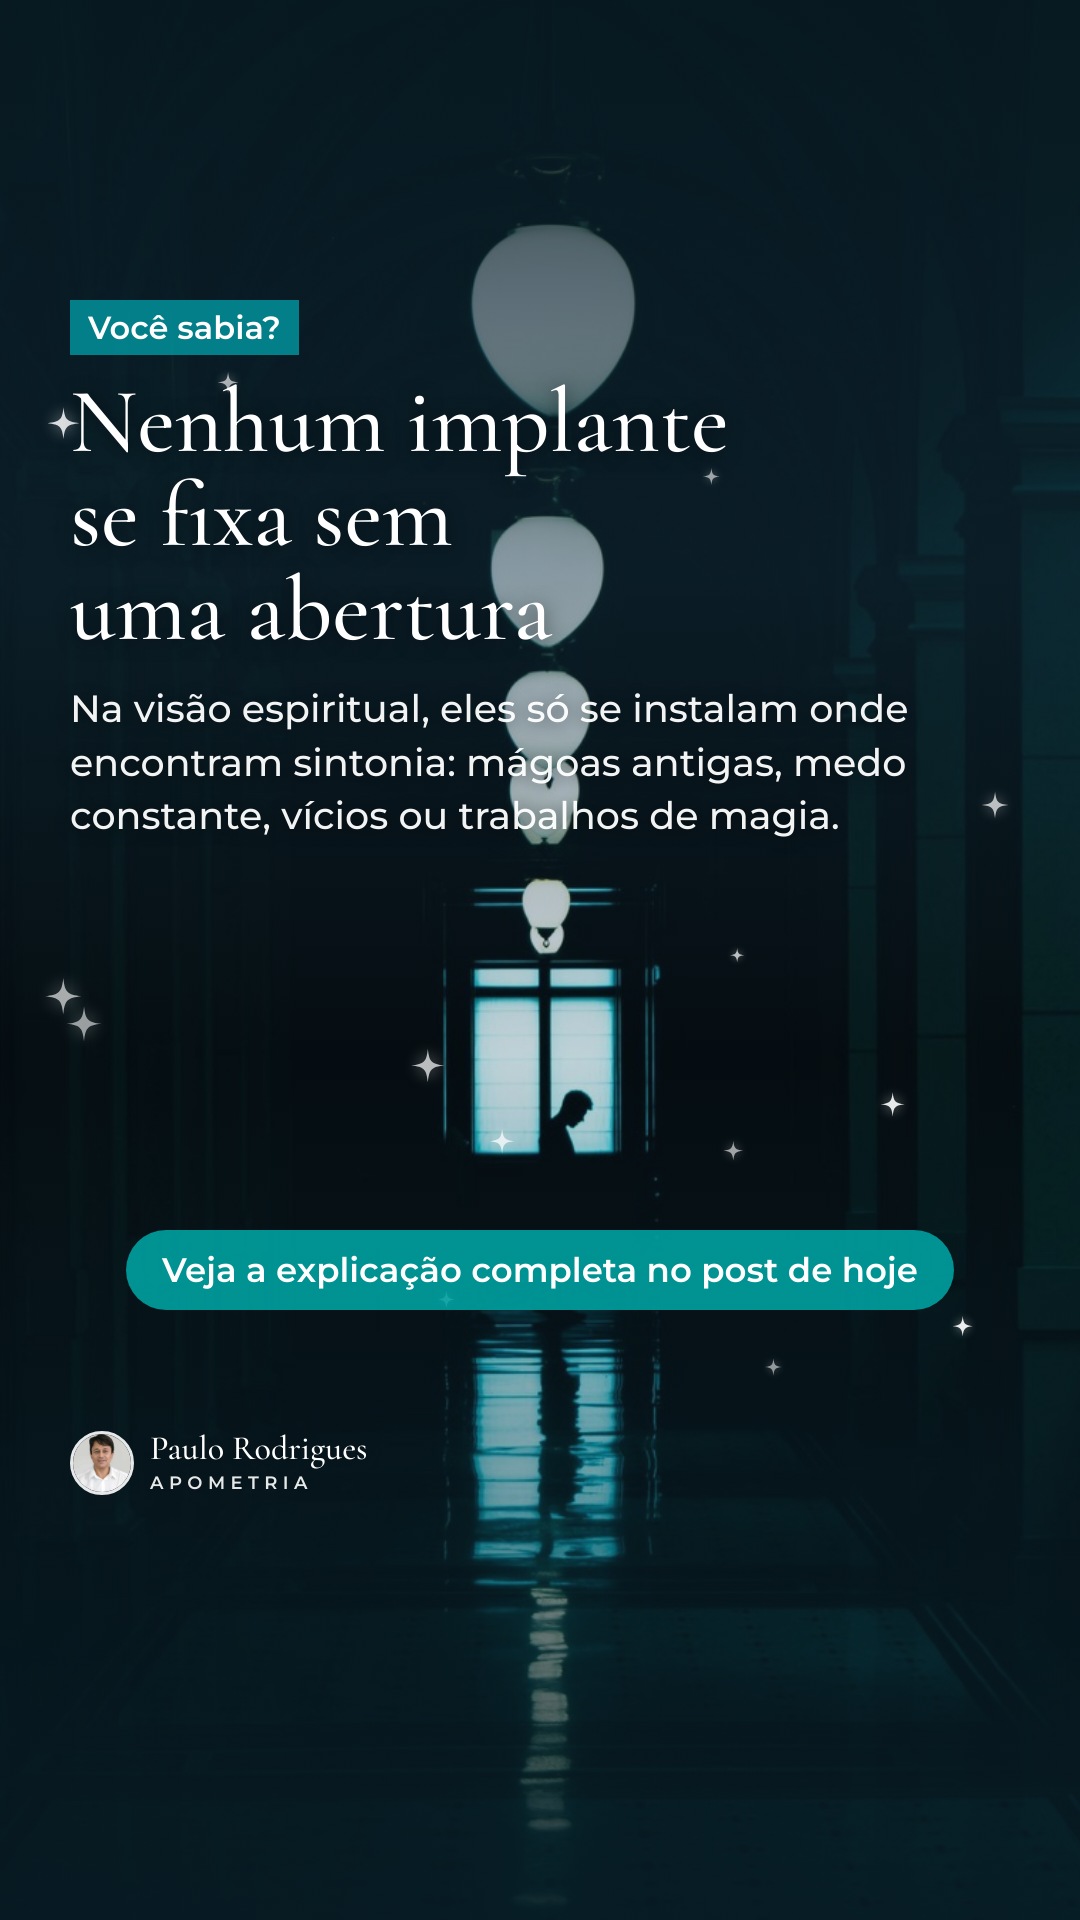 Você sabia?
Nenhum implante
se fixa sem
uma abertura
Na visão espiritual, eles só se instalam onde
encontram sintonia: mágoas antigas, medo
constante, vícios ou trabalhos de magia.
Veja a explicação completa no post de hoje
Paulo Rodrigues
APOMETRIA